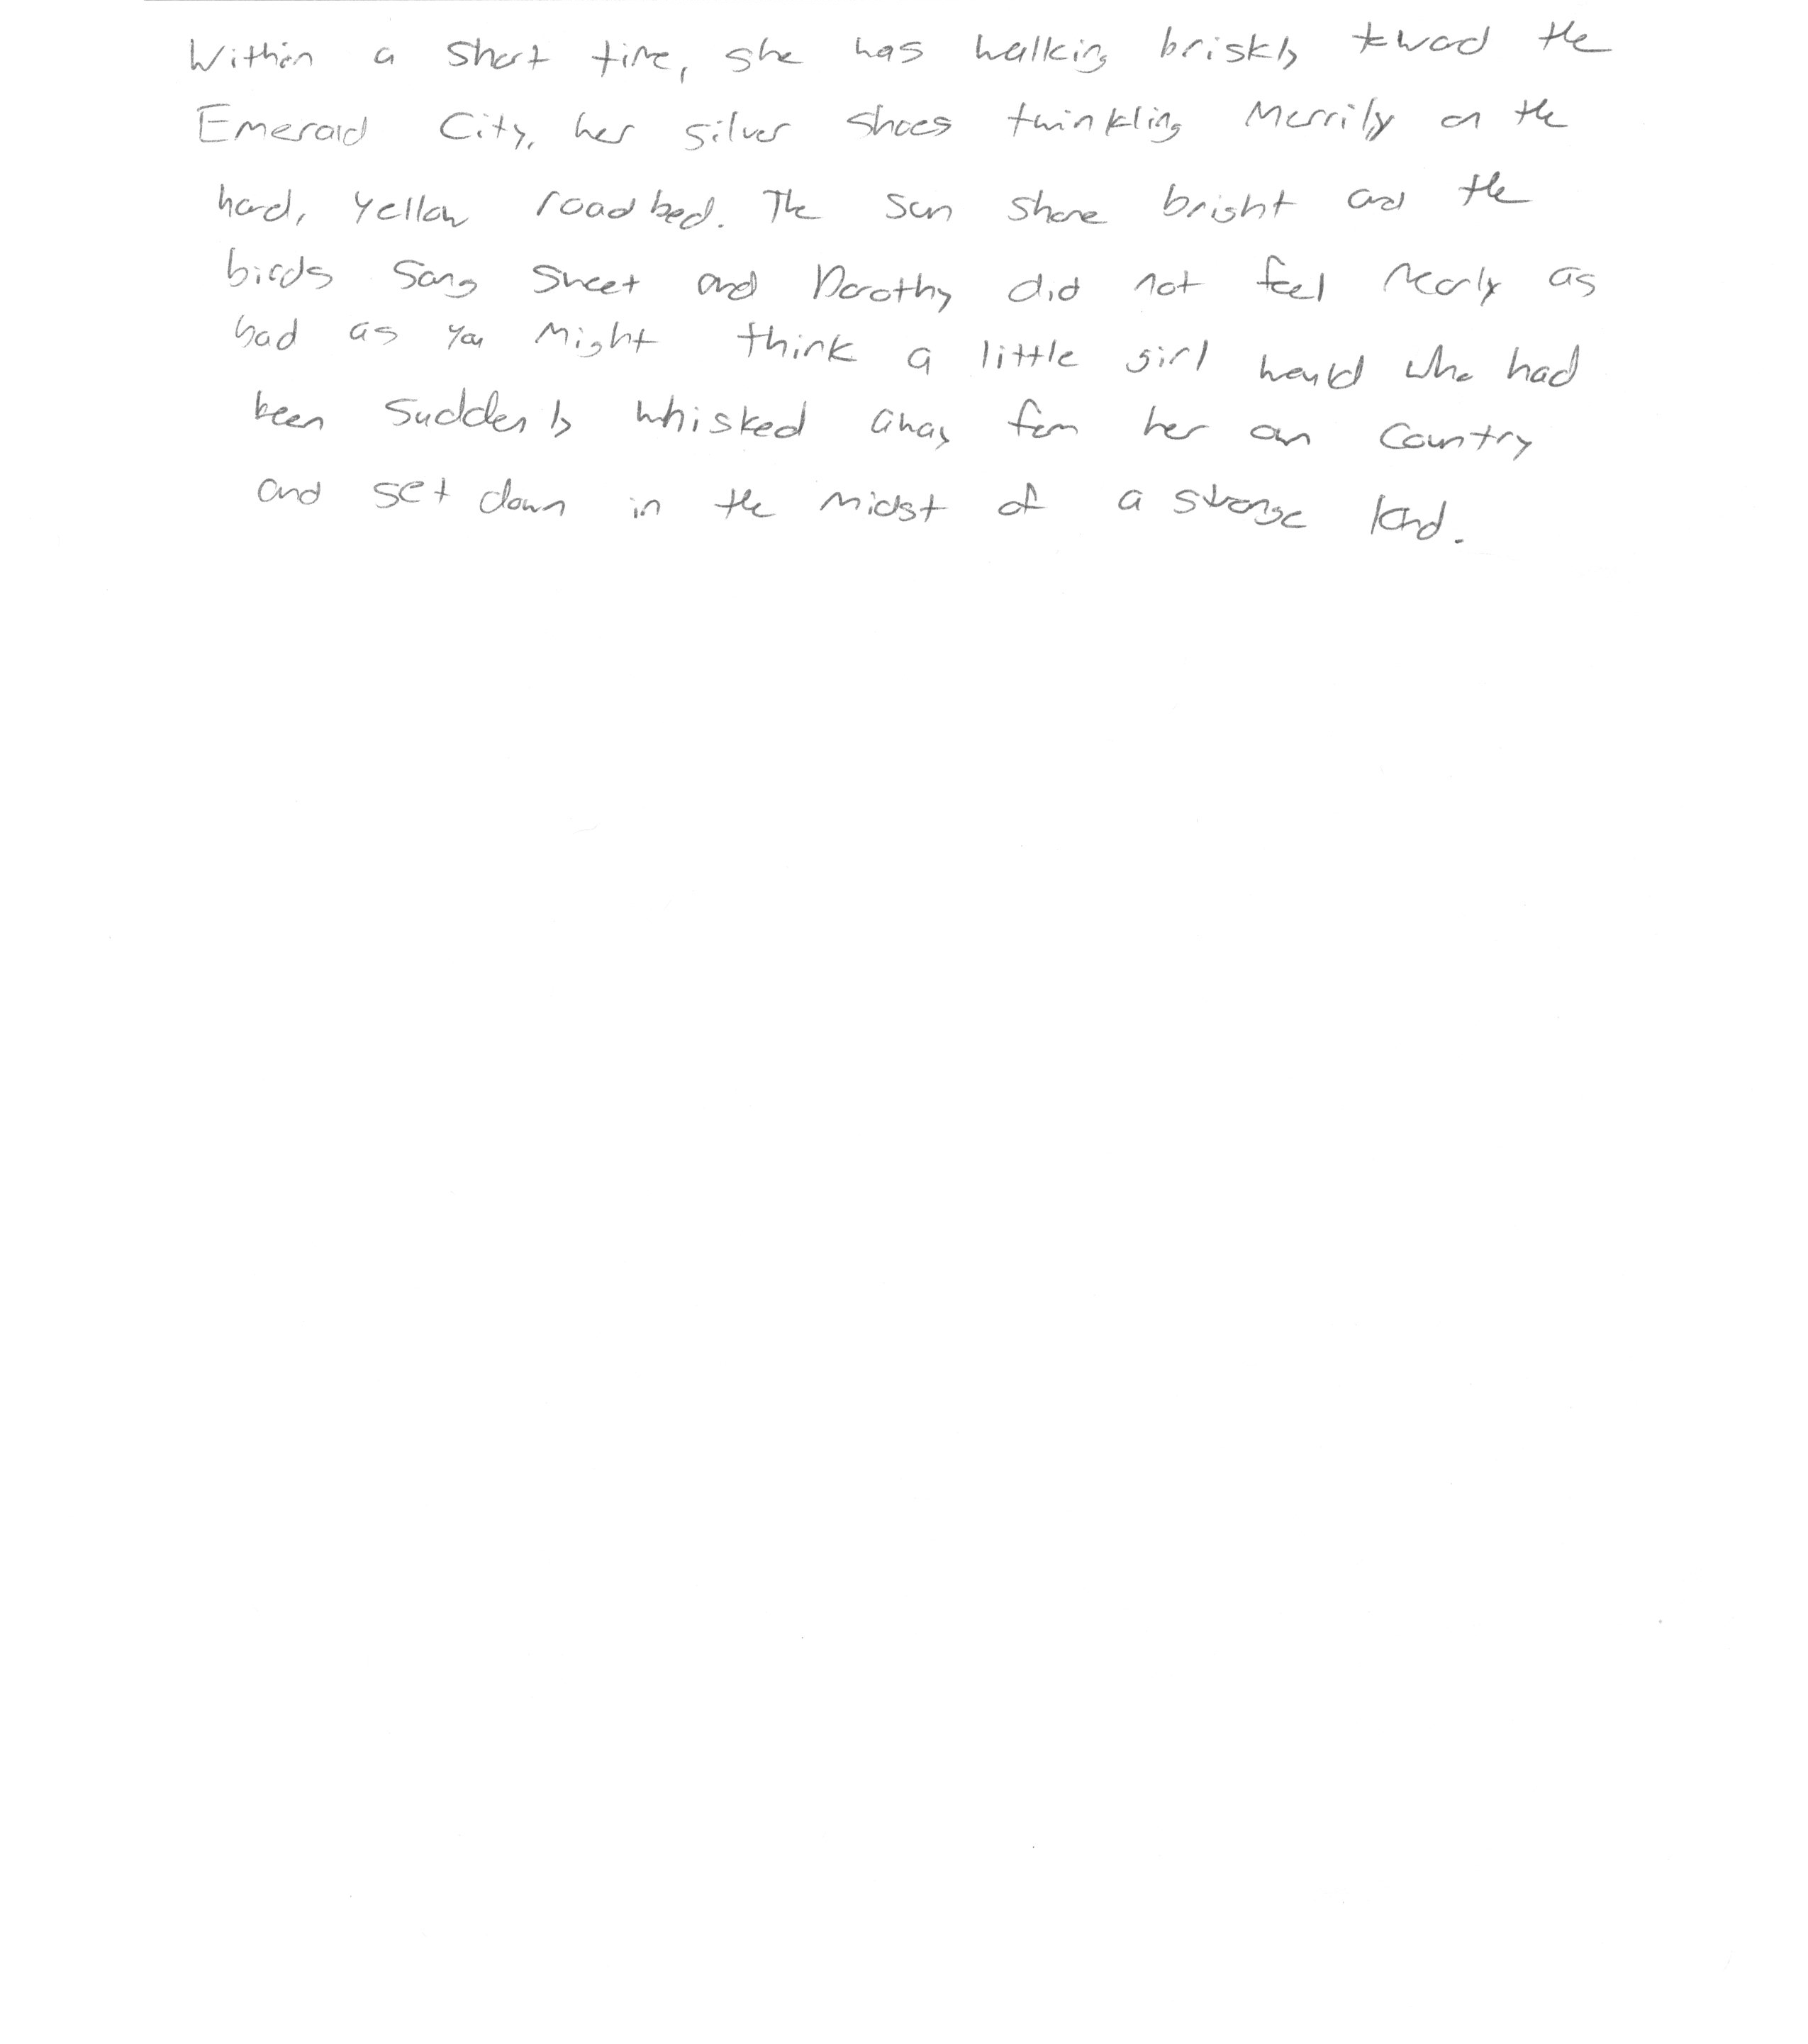 Within a short time, she was walking briskly toward the
Emerald City, her silver shoes twinkling merrily on the
hard, yellow roadbed. The sun shone bright and the
birds sang sweet and Dorothy did not feel nearly as
bad as you might think a little girl would who had
been suddenly whisked away from her own country
and set down in the midst of a strange land.